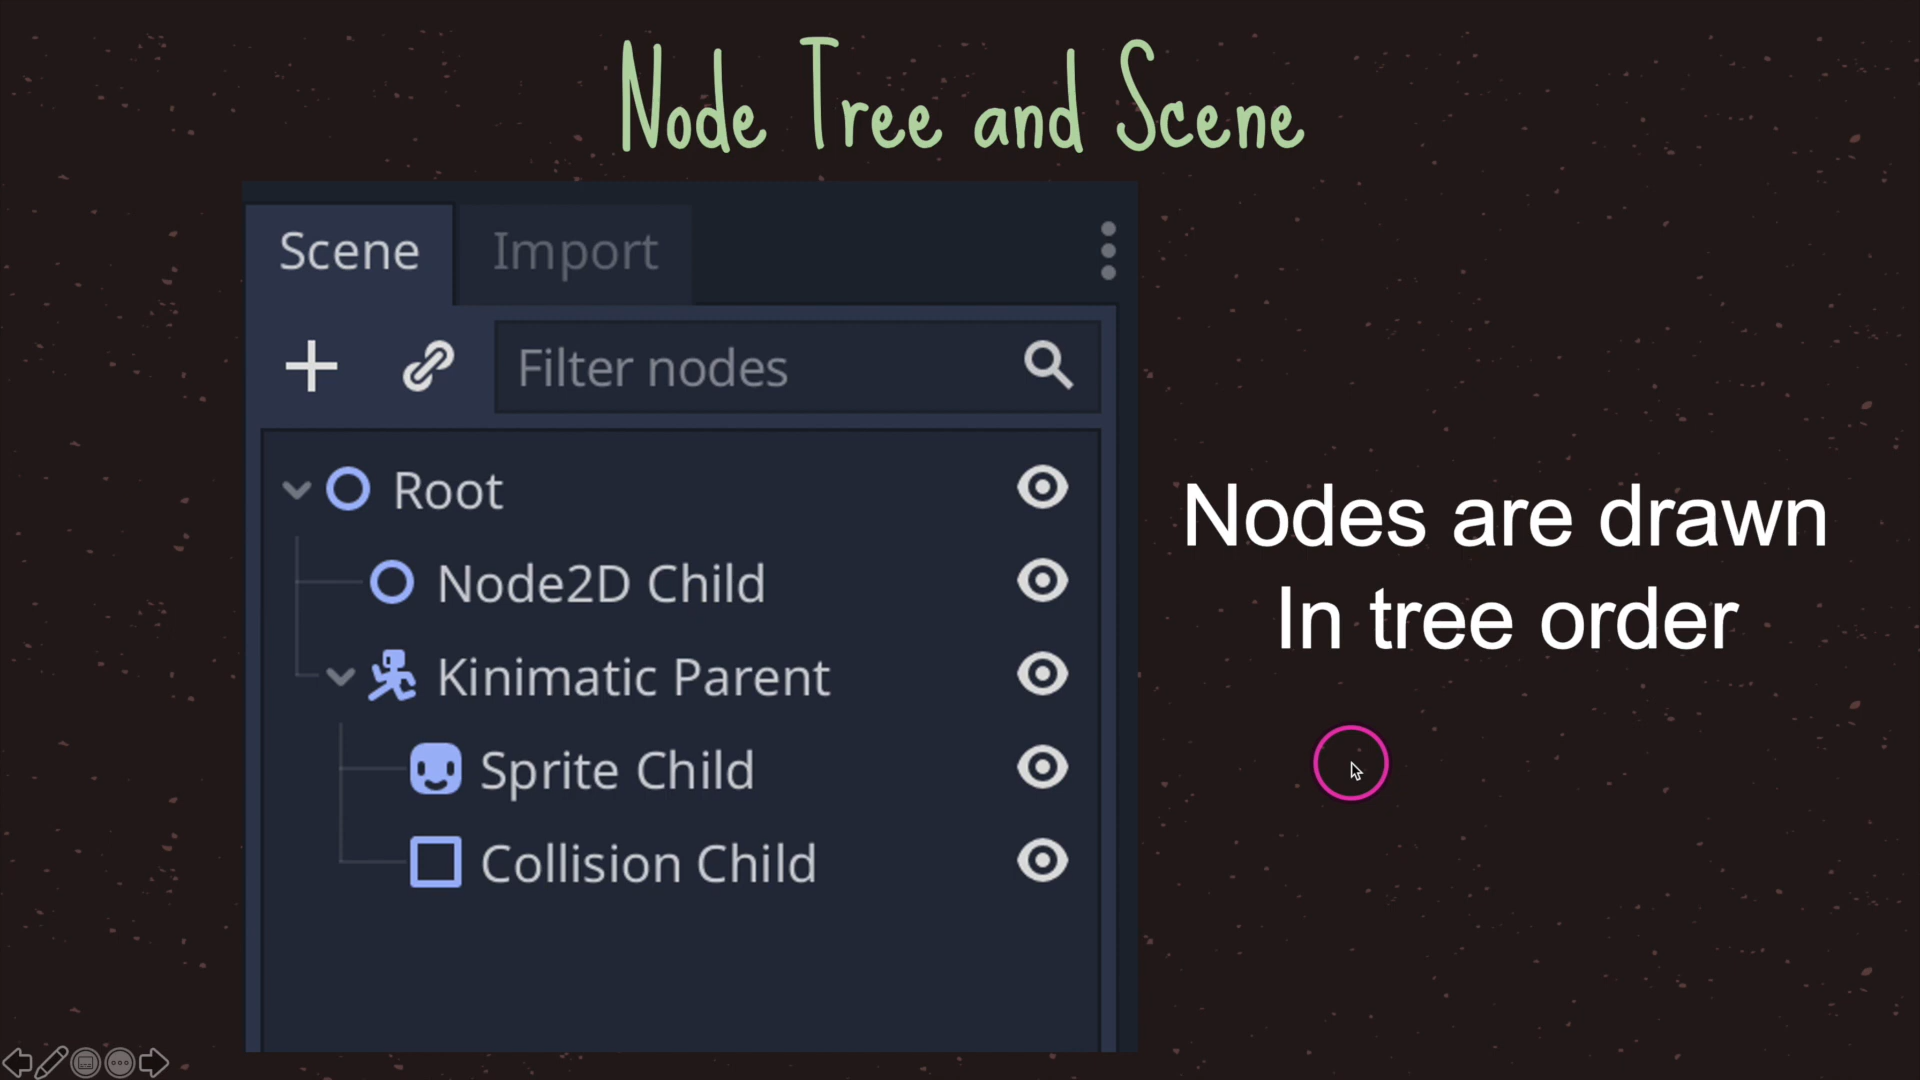 Node Tree and Scene
Scene
Import
Filter nodes
Root
Node2D Child
Kinimatic Parent
Sprite Child
Collision Child
Nodes are drawn
In tree order